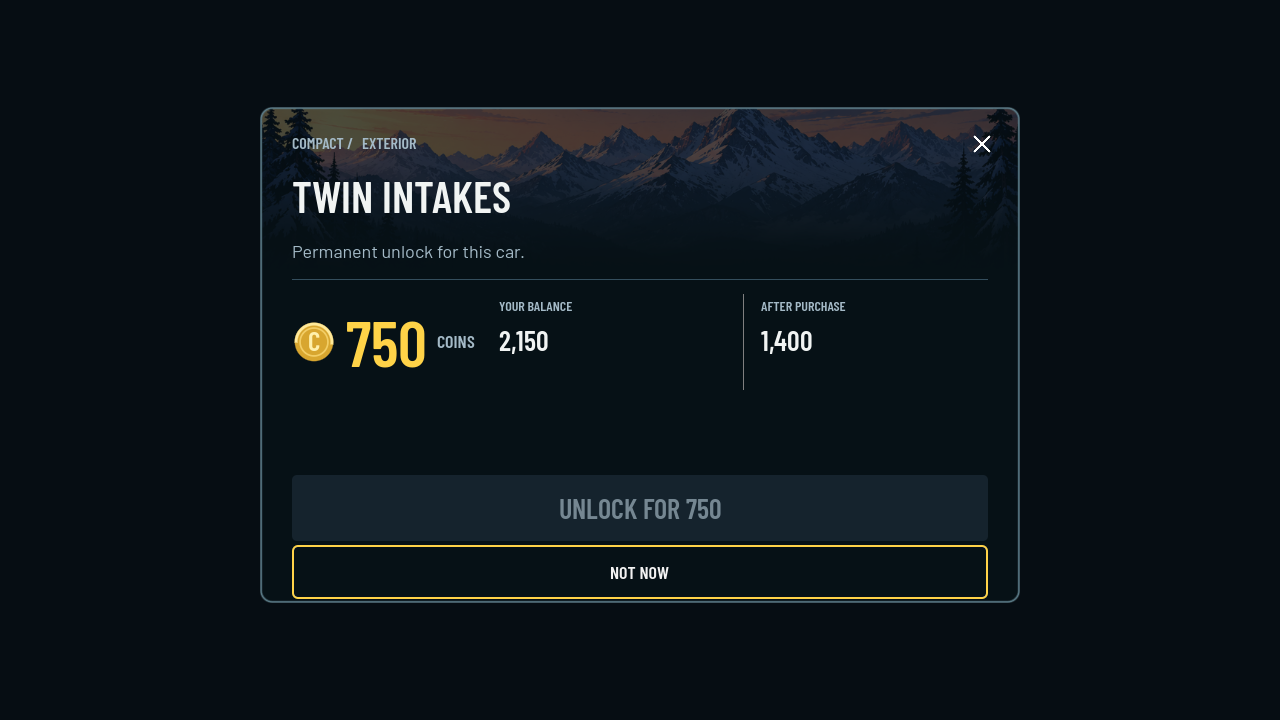 COMPACT / EXTERIOR
TWIN INTAKES
Permanent unlock for this car.
C 750 COINS
YOUR BALANCE
2,150
AFTER PURCHASE
1,400
UNLOCK FOR 750
NOT NOW